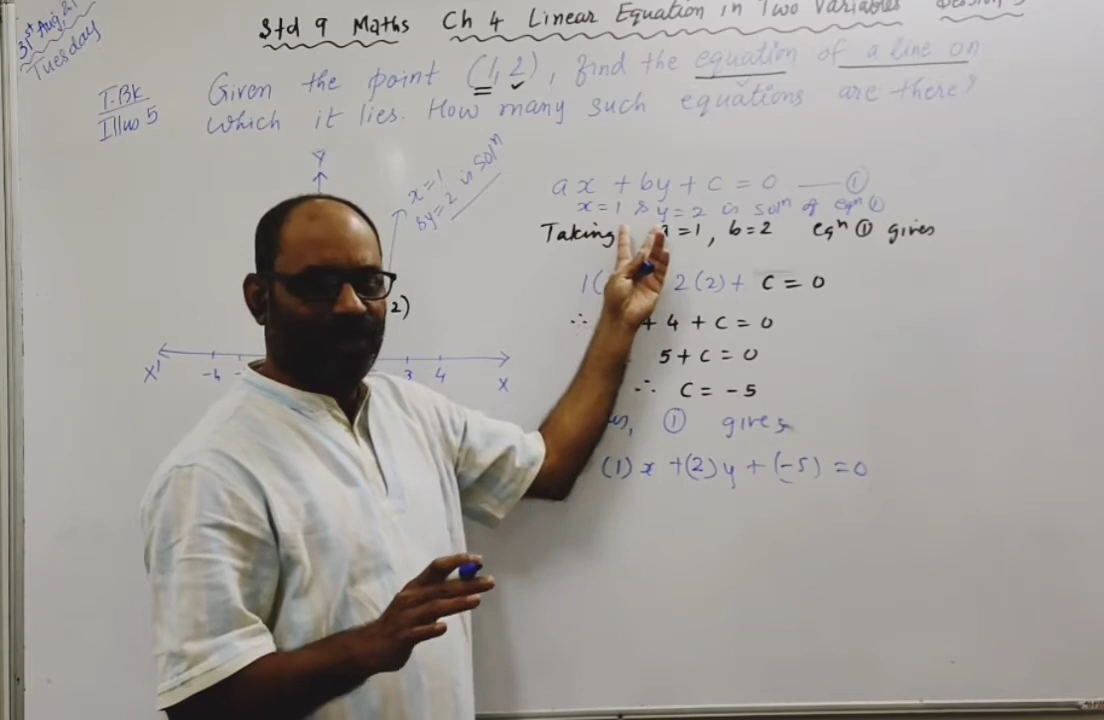 31st Aug, 21
Tuesday
Std 9 Maths Ch 4 Linear Equation in Two Variables
T.Bk
Illus 5
Given the point (1, 2), find the equation of a line on
which it lies. How many such equations are there?
Y
x=1
&y=2 is solⁿ
2)
X'
-4
3
4
X
ax + by + c = 0 — ①
x=1 & y=2 is solⁿ of eqⁿ ①
Taking =1, b=2 eqⁿ ① gives
1( 2(2) + c = 0
∴ + 4 + c = 0
5 + c = 0
∴ c = -5
① gives
(1)x + (2)y + (-5) = 0